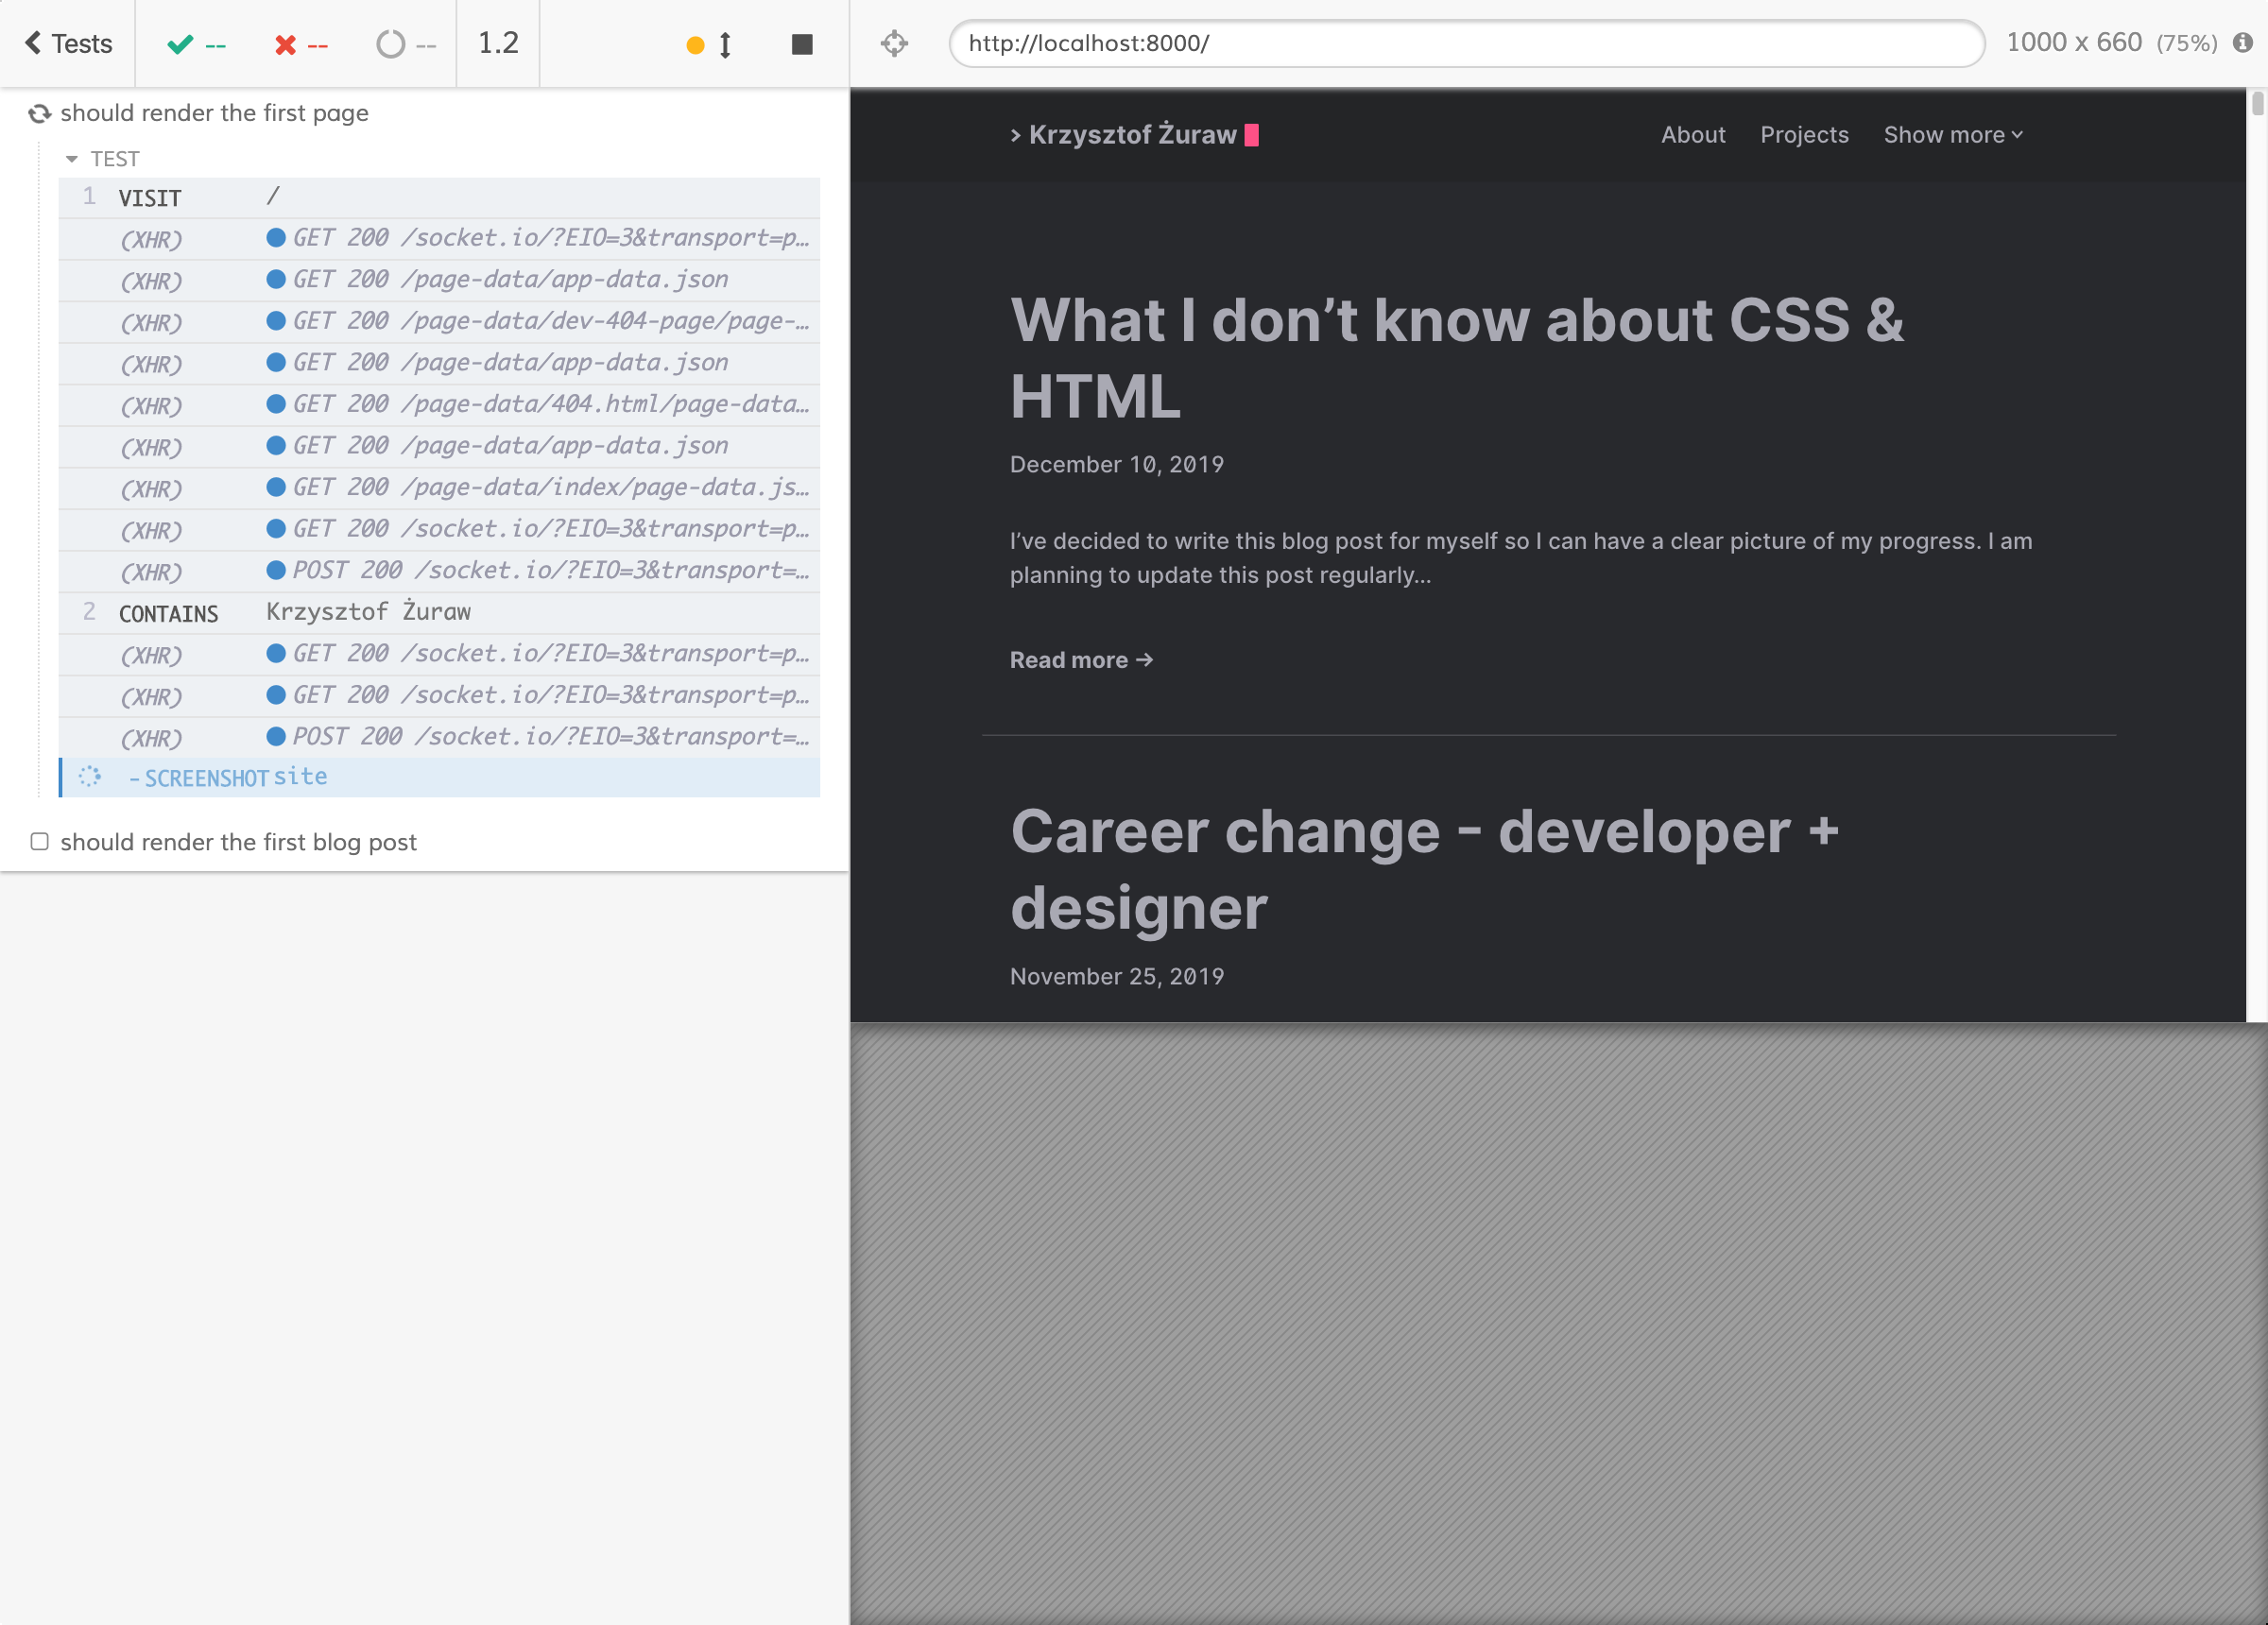 Tests -- -- -- 1.2
http://localhost:8000/ 1000 x 660 (75%)
should render the first page
TEST
1 VISIT /
(XHR) GET 200 /socket.io/?EIO=3&transport=p…
(XHR) GET 200 /page-data/app-data.json
(XHR) GET 200 /page-data/dev-404-page/page-…
(XHR) GET 200 /page-data/app-data.json
(XHR) GET 200 /page-data/404.html/page-data…
(XHR) GET 200 /page-data/app-data.json
(XHR) GET 200 /page-data/index/page-data.js…
(XHR) GET 200 /socket.io/?EIO=3&transport=p…
(XHR) POST 200 /socket.io/?EIO=3&transport=…
2 CONTAINS Krzysztof Żuraw
(XHR) GET 200 /socket.io/?EIO=3&transport=p…
(XHR) GET 200 /socket.io/?EIO=3&transport=p…
(XHR) POST 200 /socket.io/?EIO=3&transport=…
- SCREENSHOT site
should render the first blog post
> Krzysztof Żuraw
About Projects Show more
What I don’t know about CSS &
HTML
December 10, 2019
I’ve decided to write this blog post for myself so I can have a clear picture of my progress. I am
planning to update this post regularly…
Read more →
Career change - developer +
designer
November 25, 2019